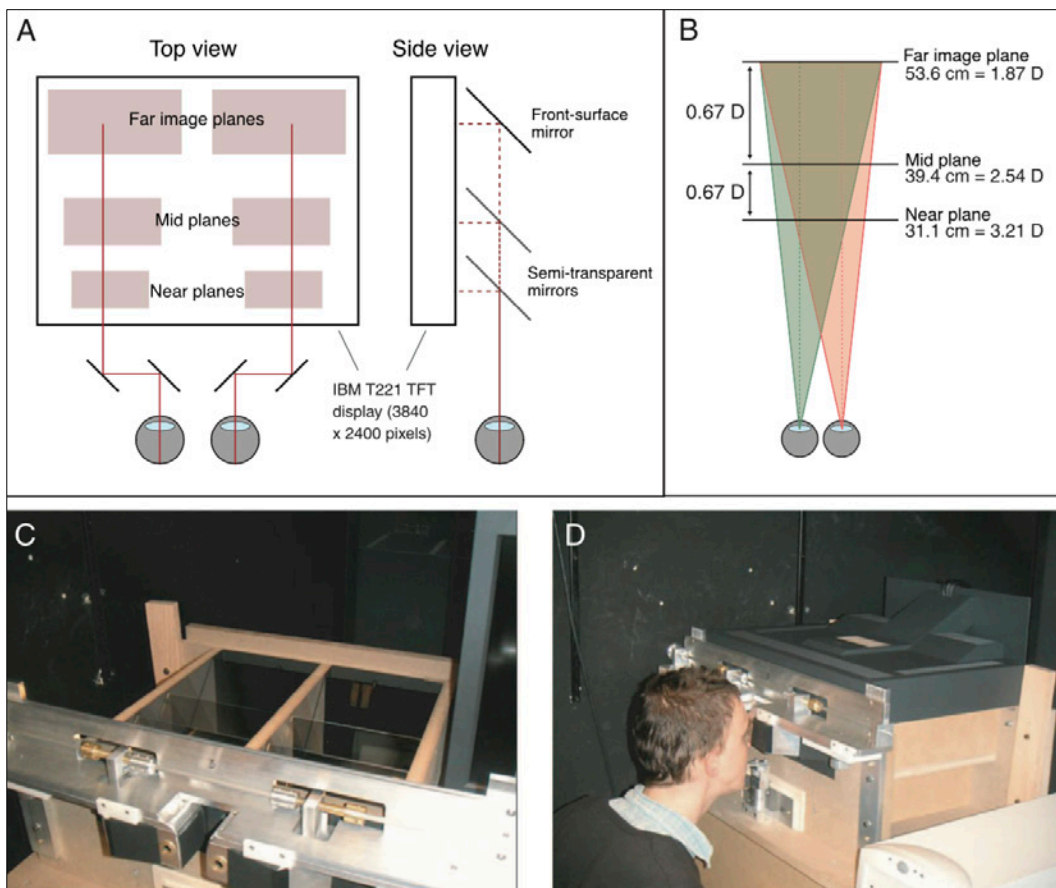 A
Top view
Side view
Far image planes
Mid planes
Near planes
Front-surface
mirror
Semi-transparent
mirrors
IBM T221 TFT
display (3840
x 2400 pixels)
B
Far image plane
53.6 cm = 1.87 D
0.67 D
Mid plane
39.4 cm = 2.54 D
0.67 D
Near plane
31.1 cm = 3.21 D
C
D